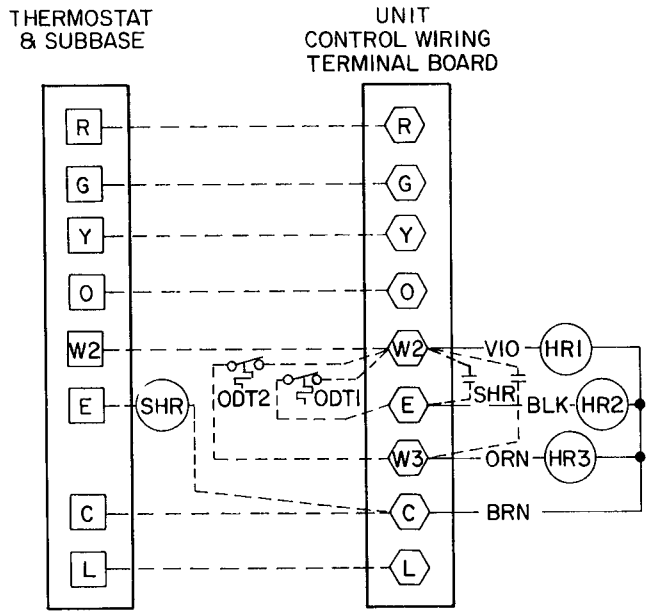 THERMOSTAT
& SUBBASE
UNIT
CONTROL WIRING
TERMINAL BOARD
R R
G G
Y Y
O O
W2 W2 VIO HR1
ODT2 ODT1
E SHR E SHR BLK HR2
W3 ORN HR3
C C BRN
L L